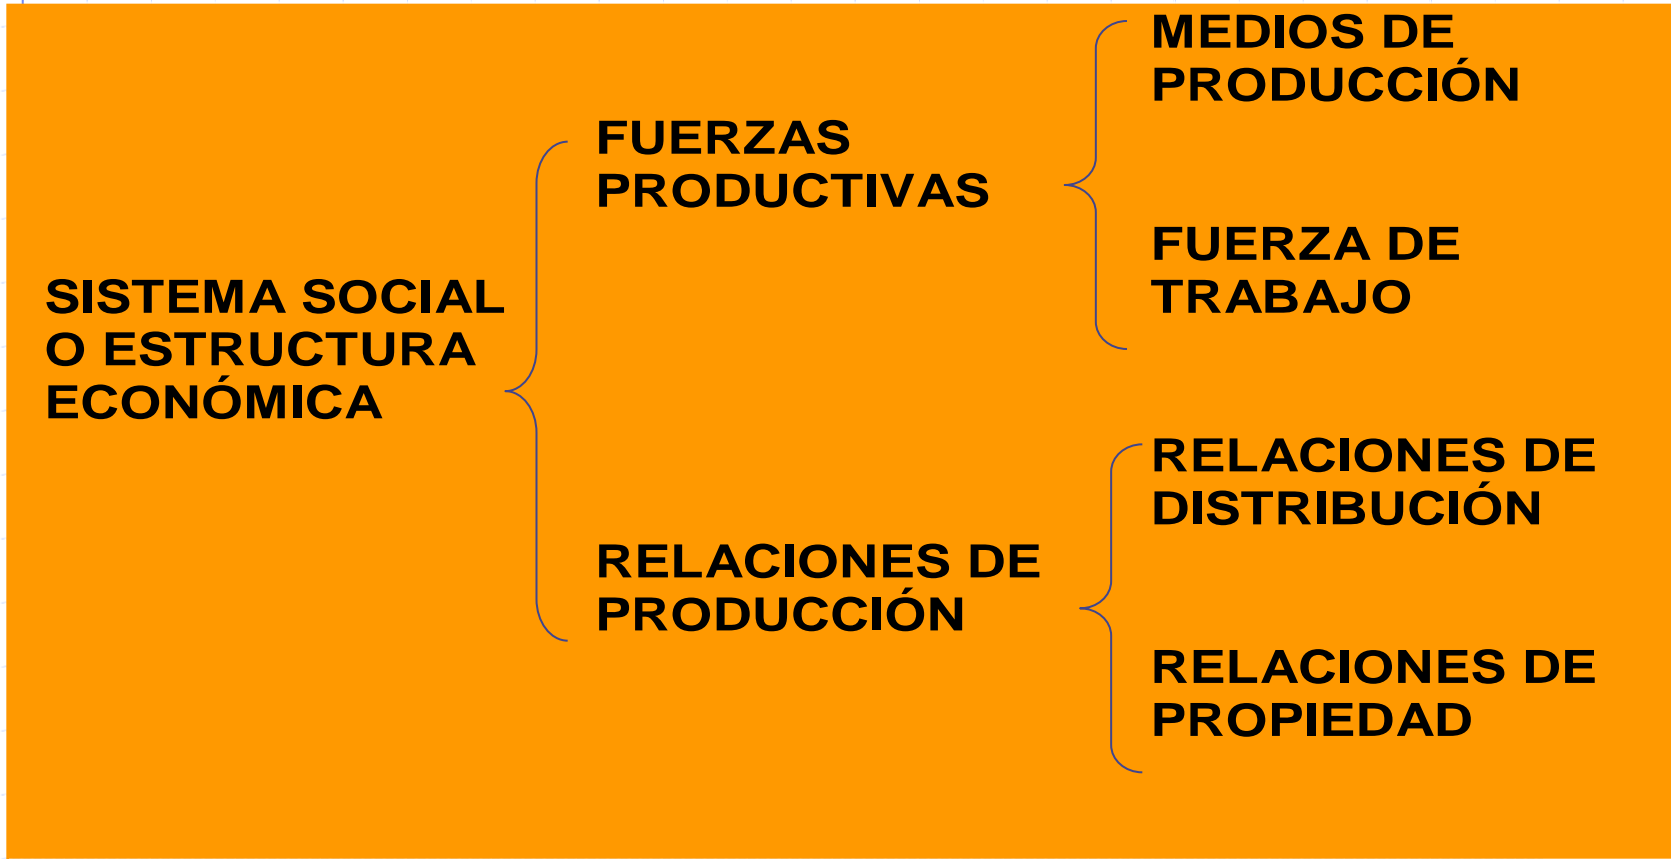 SISTEMA SOCIAL
O ESTRUCTURA
ECONÓMICA
FUERZAS
PRODUCTIVAS
MEDIOS DE
PRODUCCIÓN
FUERZA DE
TRABAJO
RELACIONES DE
PRODUCCIÓN
RELACIONES DE
DISTRIBUCIÓN
RELACIONES DE
PROPIEDAD